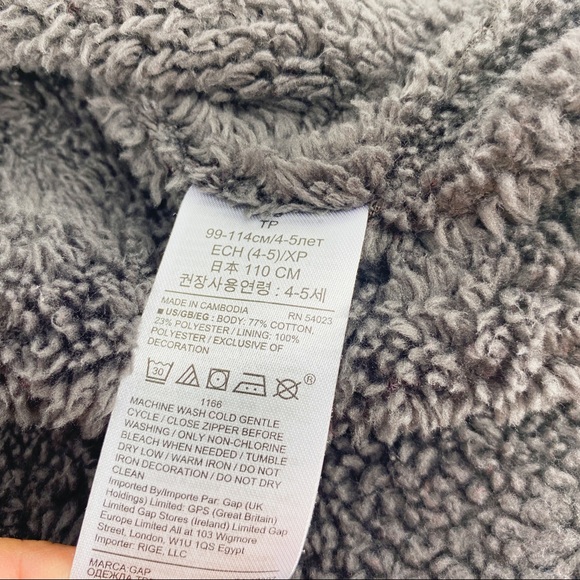 TP
99-114см/4-5лет
ECH (4-5)/XP
日本 110 CM
권장사용연령 : 4-5세
MADE IN CAMBODIA RN 54023
■ US/GB/EG : BODY: 77% COTTON,
23% POLYESTER / LINING: 100%
POLYESTER / EXCLUSIVE OF
DECORATION
30 ®
1166
MACHINE WASH COLD GENTLE
CYCLE / CLOSE ZIPPER BEFORE
WASHING / ONLY NON-CHLORINE
BLEACH WHEN NEEDED / TUMBLE
DRY LOW / WARM IRON / DO NOT
IRON DECORATION / DO NOT DRY
CLEAN
Imported By/Importe Par: Gap (UK
Holdings) Limited: GPS (Great Britain)
Limited Gap Stores (Ireland) Limited Gap
Europe Limited All at 103 Wigmore
Street, London, W1U 1QS Egypt
Importer: RIGE, LLC
МАРКА:GAP
ОДЕЖДА